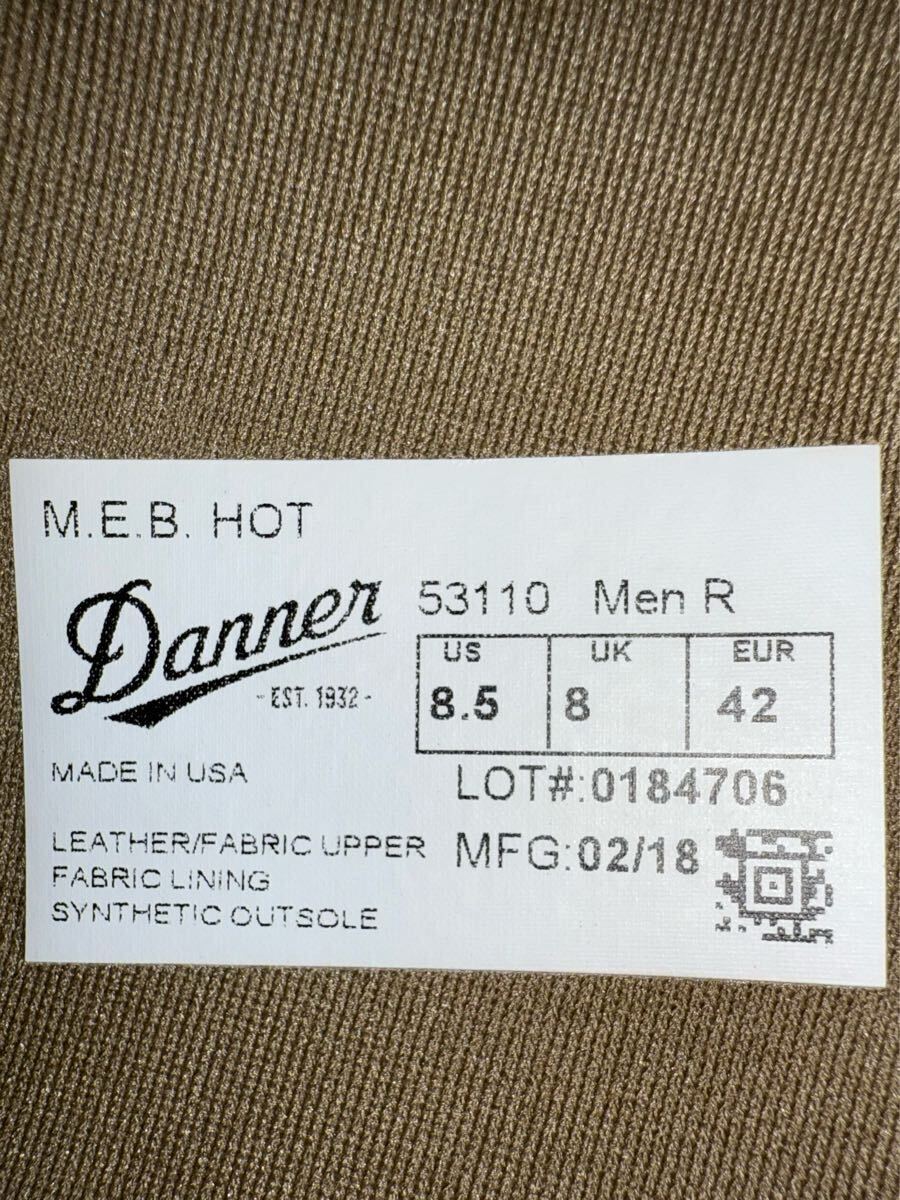 M.E.B. HOT
Danner
- EST. 1932 -
53110 Men R
US UK EUR
8.5 8 42
MADE IN USA
LOT#:0184706
LEATHER/FABRIC UPPER
FABRIC LINING
SYNTHETIC OUTSOLE
MFG:02/18